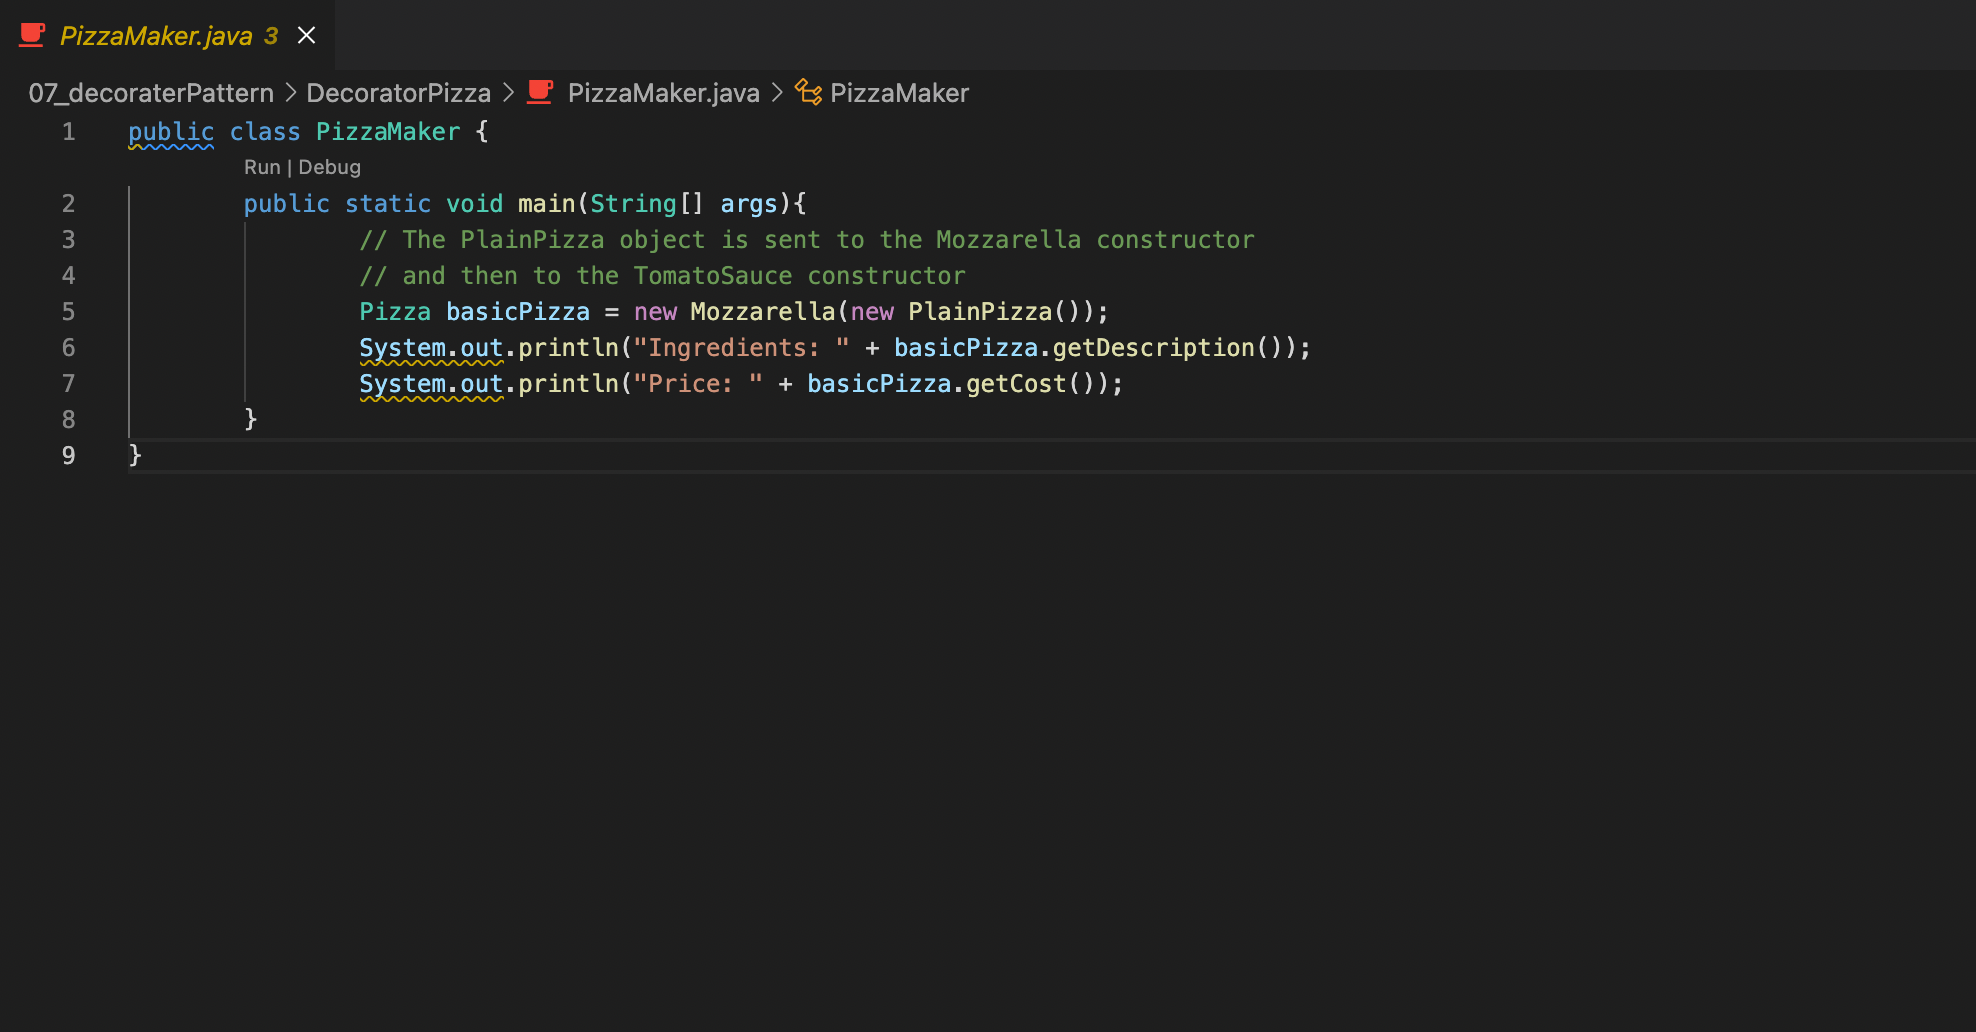 PizzaMaker.java 3
07_decoraterPattern > DecoratorPizza > PizzaMaker.java > PizzaMaker
1 public class PizzaMaker {
Run | Debug
2 public static void main(String[] args){
3 // The PlainPizza object is sent to the Mozzarella constructor
4 // and then to the TomatoSauce constructor
5 Pizza basicPizza = new Mozzarella(new PlainPizza());
6 System.out.println("Ingredients: " + basicPizza.getDescription());
7 System.out.println("Price: " + basicPizza.getCost());
8 }
9 }